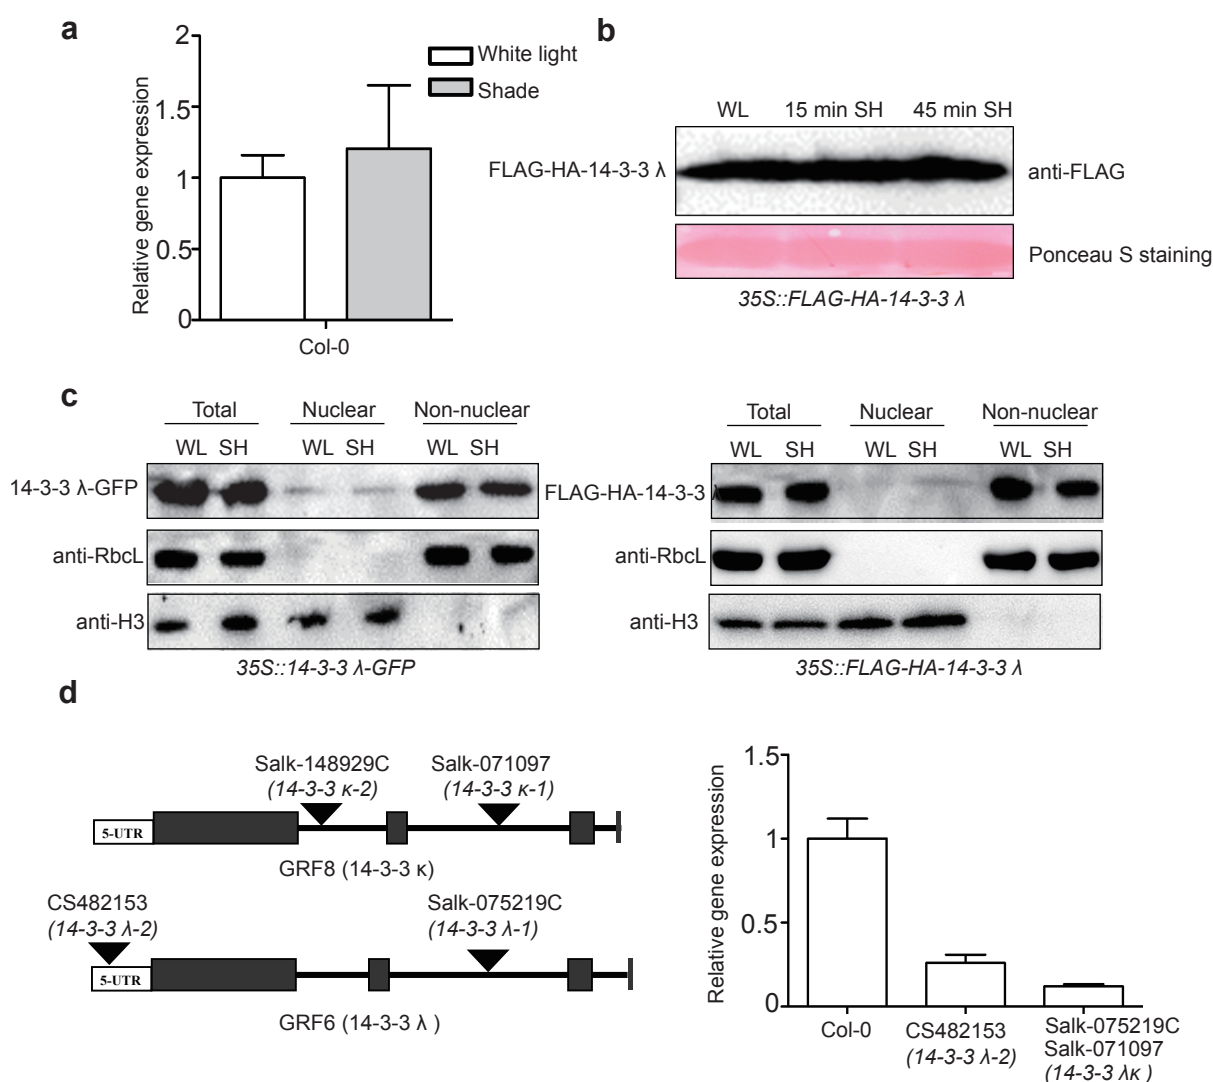 a
2
1.5
1
0.5
0
Relative gene expression
White light
Shade
Col-0
b
WL 15 min SH 45 min SH
FLAG-HA-14-3-3 λ
anti-FLAG
Ponceau S staining
35S::FLAG-HA-14-3-3 λ
c
Total Nuclear Non-nuclear
WL SH WL SH WL SH
14-3-3 λ-GFP
anti-RbcL
anti-H3
35S::14-3-3 λ-GFP
Total Nuclear Non-nuclear
WL SH WL SH WL SH
FLAG-HA-14-3-3 λ
anti-RbcL
anti-H3
35S::FLAG-HA-14-3-3 λ
d
Salk-148929C Salk-071097
(14-3-3 κ-2) (14-3-3 κ-1)
5-UTR
GRF8 (14-3-3 κ)
CS482153 Salk-075219C
(14-3-3 λ-2) (14-3-3 λ-1)
5-UTR
GRF6 (14-3-3 λ )
1.5
1
0.5
0
Relative gene expression
Col-0
CS482153
(14-3-3 λ-2)
Salk-075219C
Salk-071097
(14-3-3 λκ )